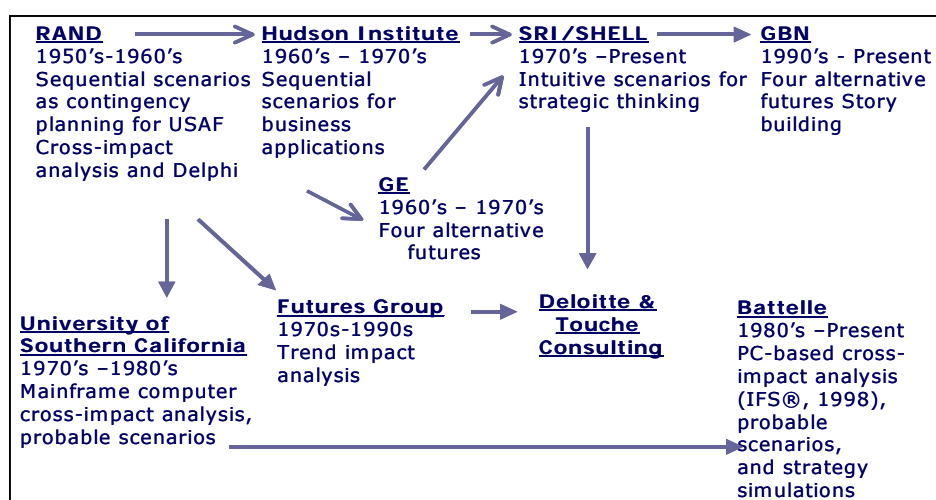 RAND
1950's-1960's
Sequential scenarios
as contingency
planning for USAF
Cross-impact
analysis and Delphi
Hudson Institute
1960's – 1970's
Sequential
scenarios for
business
applications
SRI/SHELL
1970's –Present
Intuitive scenarios for
strategic thinking
GBN
1990's - Present
Four alternative
futures Story
building
GE
1960's – 1970's
Four alternative
futures
University of
Southern California
1970's –1980's
Mainframe computer
cross-impact analysis,
probable scenarios
Futures Group
1970s-1990s
Trend impact
analysis
Deloitte &
Touche
Consulting
Battelle
1980's –Present
PC-based cross-
impact analysis
(IFS®, 1998),
probable
scenarios,
and strategy
simulations